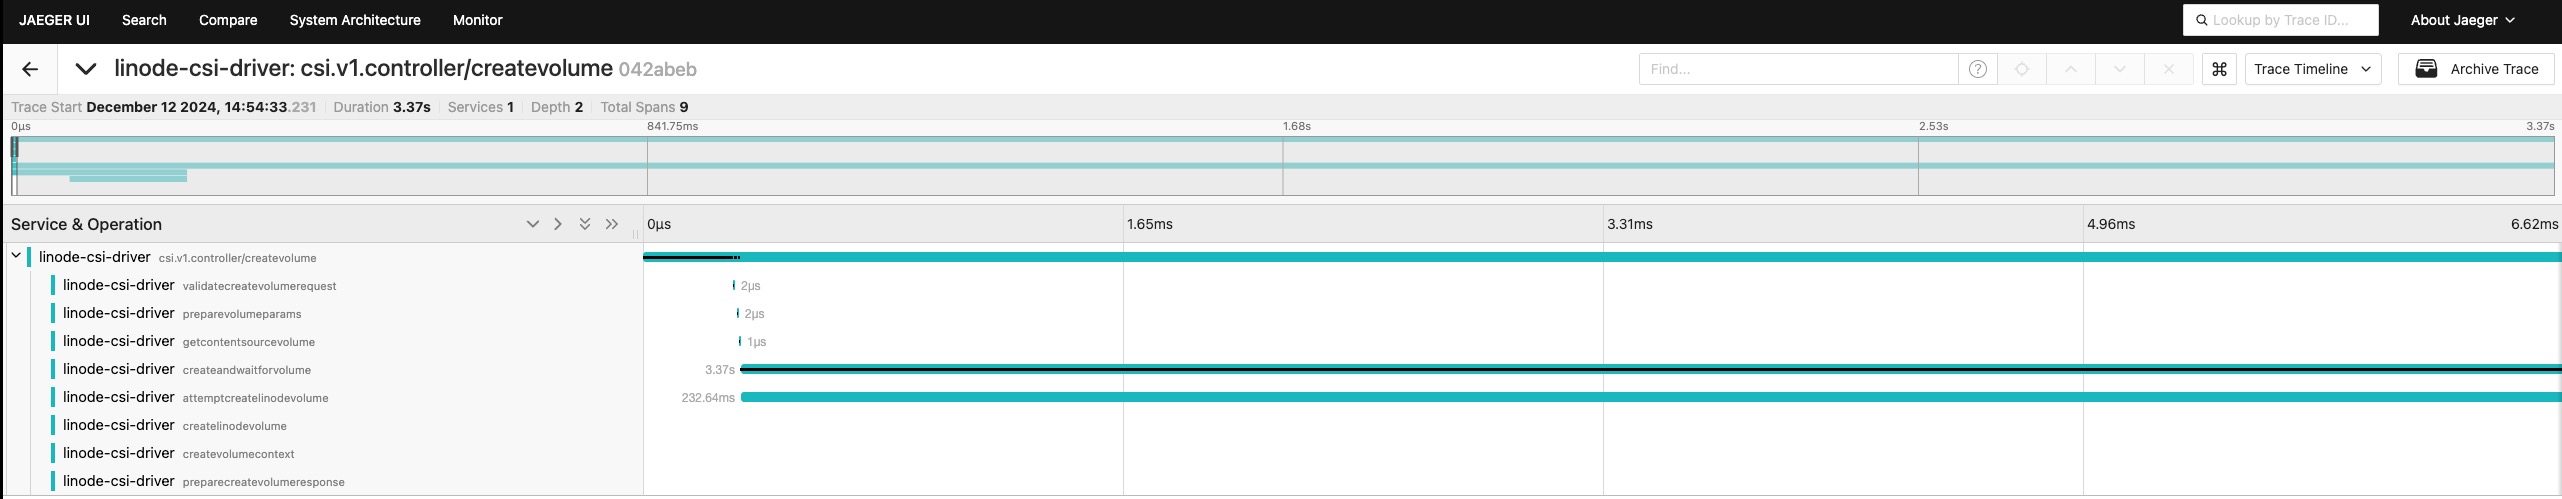 JAEGER UI Search Compare System Architecture Monitor Lookup by Trace ID... About Jaeger
linode-csi-driver: csi.v1.controller/createvolume 042abeb Find... ? ⌘ Trace Timeline Archive Trace
Trace Start December 12 2024, 14:54:33.231 Duration 3.37s Services 1 Depth 2 Total Spans 9
0μs 841.75ms 1.68s 2.53s 3.37s
Service & Operation 0μs 1.65ms 3.31ms 4.96ms 6.62ms
linode-csi-driver csi.v1.controller/createvolume
linode-csi-driver validatecreatevolumerequest 2μs
linode-csi-driver preparevolumeparams 2μs
linode-csi-driver getcontentsourcevolume 1μs
linode-csi-driver createandwaitforvolume 3.37s
linode-csi-driver attemptcreatelinodevolume 232.64ms
linode-csi-driver createlinodevolume
linode-csi-driver createvolumecontext
linode-csi-driver preparecreatevolumeresponse